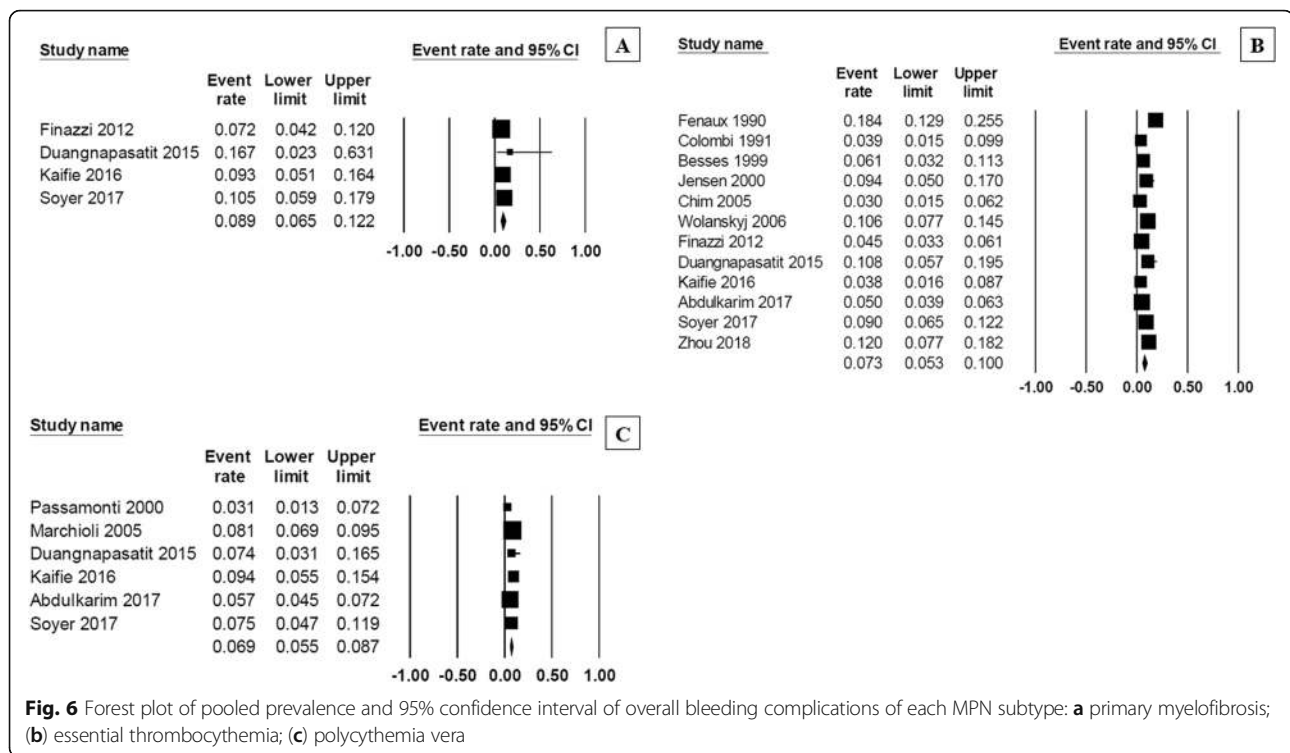 Study name Event rate and 95% CI A
Event Lower Upper
rate limit limit
Finazzi 2012 0.072 0.042 0.120
Duangnapasatit 2015 0.167 0.023 0.631
Kaifie 2016 0.093 0.051 0.164
Soyer 2017 0.105 0.059 0.179
0.089 0.065 0.122
-1.00 -0.50 0.00 0.50 1.00
Study name Event rate and 95% CI B
Event Lower Upper
rate limit limit
Fenaux 1990 0.184 0.129 0.255
Colombi 1991 0.039 0.015 0.099
Besses 1999 0.061 0.032 0.113
Jensen 2000 0.094 0.050 0.170
Chim 2005 0.030 0.015 0.062
Wolanskyj 2006 0.106 0.077 0.145
Finazzi 2012 0.045 0.033 0.061
Duangnapasatit 2015 0.108 0.057 0.195
Kaifie 2016 0.038 0.016 0.087
Abdulkarim 2017 0.050 0.039 0.063
Soyer 2017 0.090 0.065 0.122
Zhou 2018 0.120 0.077 0.182
0.073 0.053 0.100
-1.00 -0.50 0.00 0.50 1.00
Study name Event rate and 95% CI C
Event Lower Upper
rate limit limit
Passamonti 2000 0.031 0.013 0.072
Marchioli 2005 0.081 0.069 0.095
Duangnapasatit 2015 0.074 0.031 0.165
Kaifie 2016 0.094 0.055 0.154
Abdulkarim 2017 0.057 0.045 0.072
Soyer 2017 0.075 0.047 0.119
0.069 0.055 0.087
-1.00 -0.50 0.00 0.50 1.00
Fig. 6 Forest plot of pooled prevalence and 95% confidence interval of overall bleeding complications of each MPN subtype: a primary myelofibrosis;
(b) essential thrombocythemia; (c) polycythemia vera